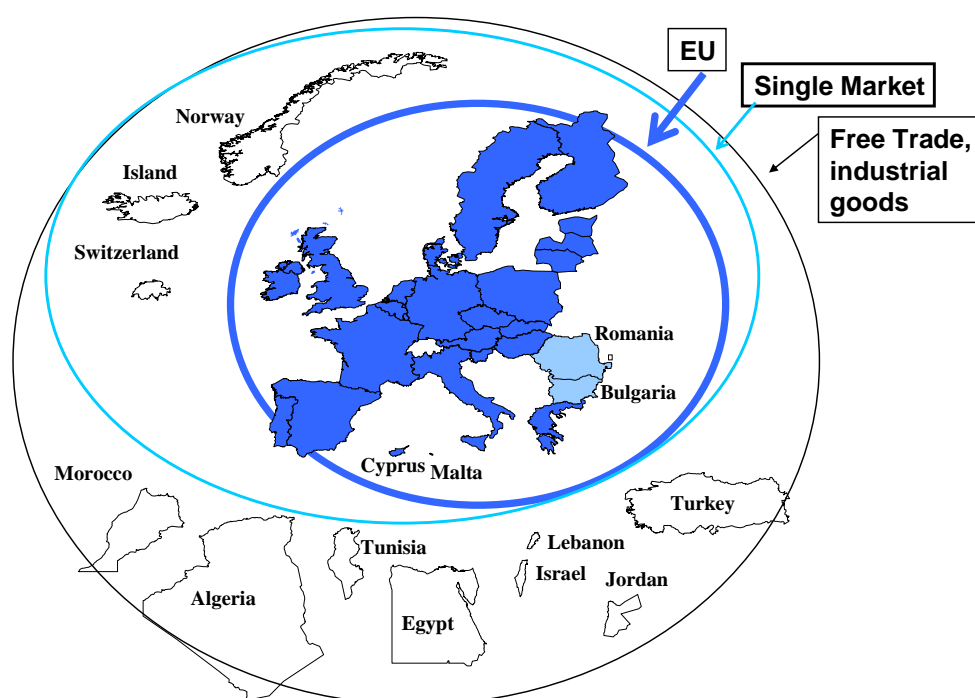 EU
Single Market
Free Trade,
industrial
goods
Norway
Island
Switzerland
Romania
Bulgaria
Cyprus
Malta
Morocco
Turkey
Tunisia
Lebanon
Israel
Jordan
Algeria
Egypt